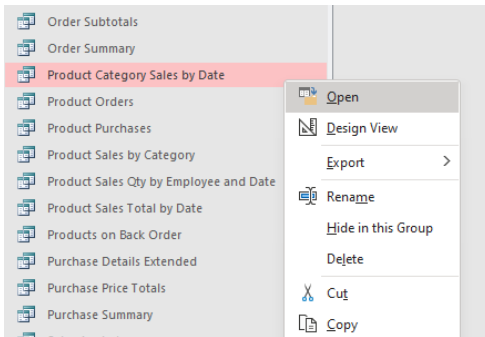 Order Subtotals
Order Summary
Product Category Sales by Date
Product Orders
Product Purchases
Product Sales by Category
Product Sales Qty by Employee and Date
Product Sales Total by Date
Products on Back Order
Purchase Details Extended
Purchase Price Totals
Purchase Summary
Open
Design View
Export
Rename
Hide in this Group
Delete
Cut
Copy